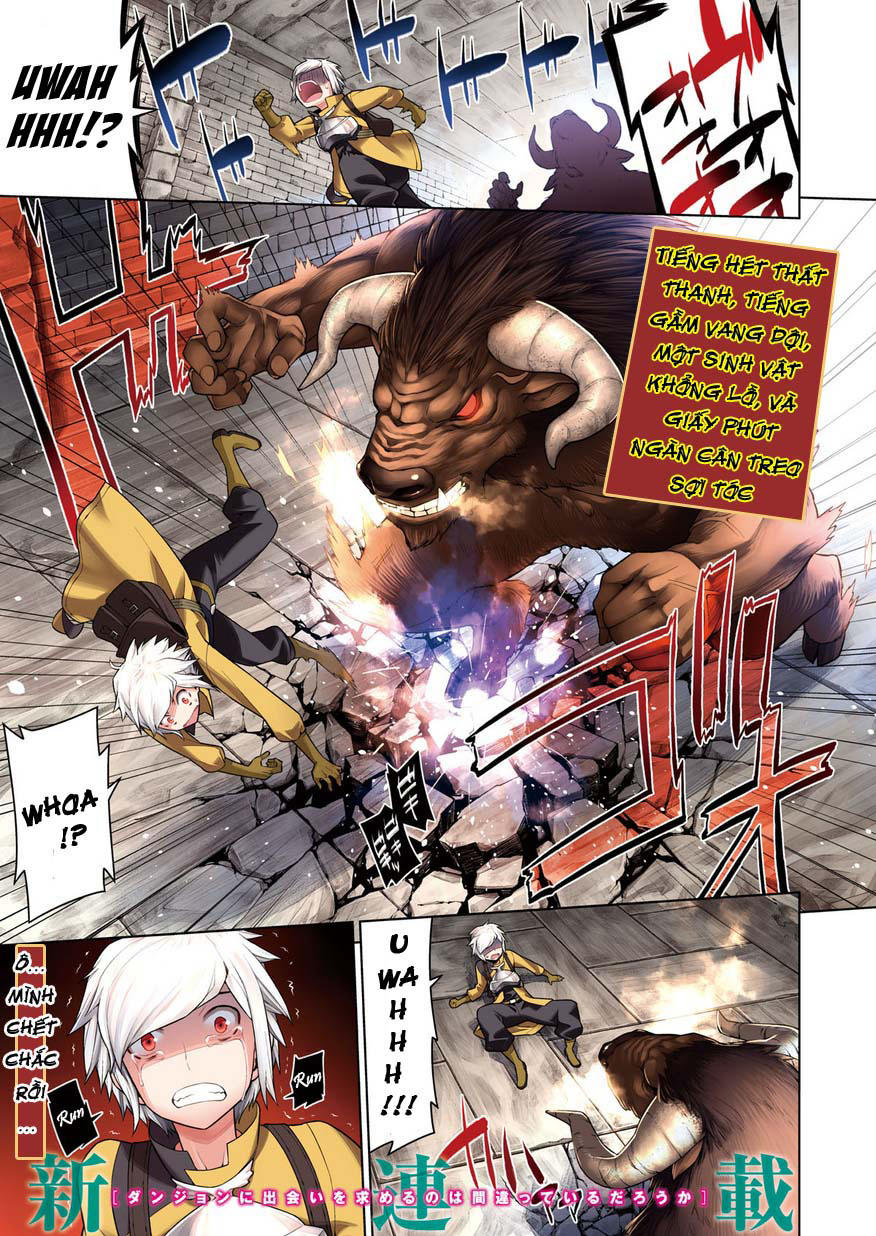 UWAH
HHH!?
TIẾNG HÉT THẤT
THANH, TIẾNG
GẦM VANG DỘI,
MỘT SINH VẬT
KHỔNG LỒ, VÀ
GIÂY PHÚT
NGÀN CÂN TREO
SỢI TÓC
WHOA
!?
U
WA
H
H
H
H
!!!
Ô...
MÌNH
CHẾT
CHẮC
RỒI
...
Run
Run
新連載
[ダンジョンに出会いを求めるのは間違っているだろうか]